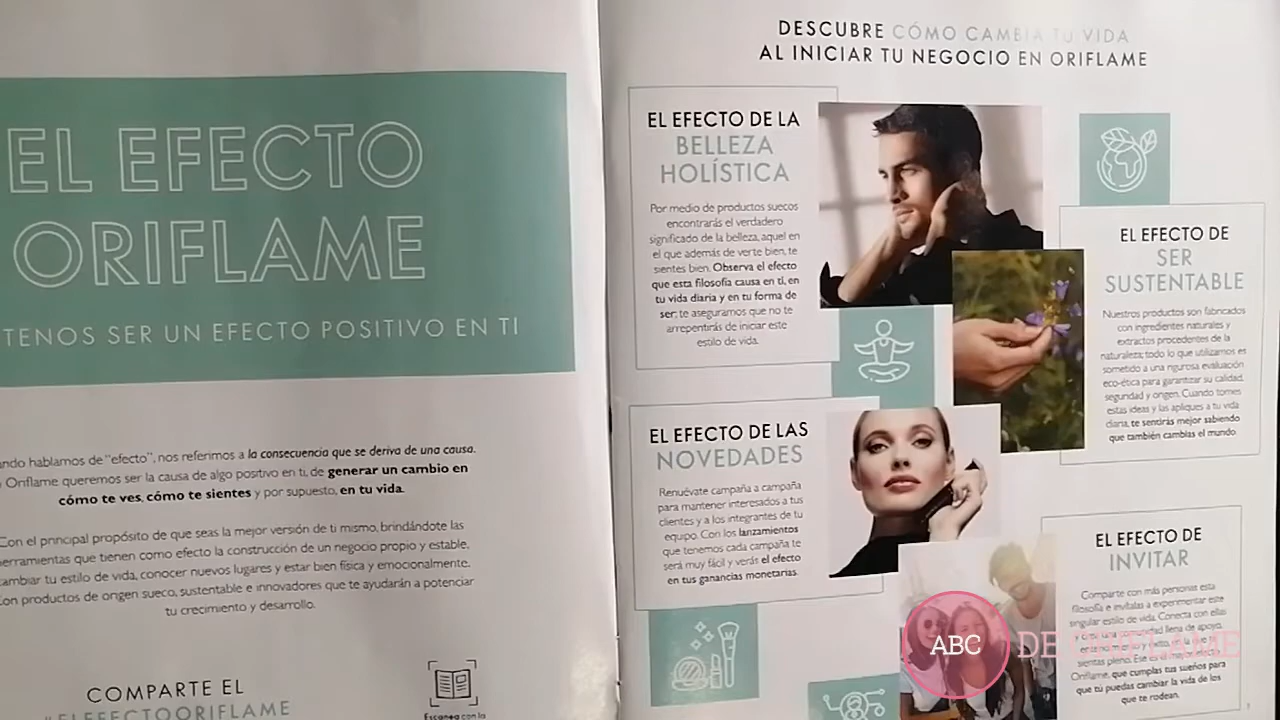 EL EFECTO
ORIFLAME
TENOS SER UN EFECTO POSITIVO EN TI
hablamos de "efecto", nos referimos a la consecuencia que se deriva de una causa.
Oriflame queremos ser la causa de algo positivo en ti, de generar un cambio en
cómo te ves, cómo te sientes y por supuesto, en tu vida.
Con el principal propósito de que seas la mejor versión de ti mismo, brindándote las
que tienen como efecto la construcción de un negocio propio y estable,
cambiar tu estilo de vida, conocer nuevos lugares y estar bien física y emocionalmente.
Con productos de origen sueco, sustentable e innovadores que te ayudarán a potenciar
tu crecimiento y desarrollo.
COMPARTE EL
#ELEFECTOORIFLAME
Escanea con la
DESCUBRE CÓMO CAMBIA TU VIDA
AL INICIAR TU NEGOCIO EN ORIFLAME
EL EFECTO DE LA
BELLEZA
HOLÍSTICA
Por medio de productos suecos
encontrarás el verdadero
significado de la belleza, aquel en
el que además de verte bien, te
sientes bien. Observa el efecto
que esta filosofía causa en ti, en
tu vida diaria y en tu forma de
ser; te aseguramos que no te
arrepentirás de iniciar este
estilo de vida.
EL EFECTO DE
SER
SUSTENTABLE
Nuestros productos son fabricados
con ingredientes naturales y
extractos procedentes de la
naturaleza; todo lo que utilizamos es
sometido a una rigurosa evaluación
eco-ética para garantizar su calidad,
seguridad y origen. Cuando tomes
estas ideas y las apliques a tu vida
diaria, te sentirás mejor sabiendo
que también cambias el mundo.
EL EFECTO DE LAS
NOVEDADES
Renuévate campaña a campaña
para mantener interesados a tus
clientes y a los integrantes de tu
equipo. Con los lanzamientos
que tenemos cada campaña te
será muy fácil y verás el efecto
en tus ganancias monetarias.
EL EFECTO DE
INVITAR
Comparte con más personas esta
filosofía e invítalas a experimentar este
singular estilo de vida. Conecta con ellas
llena de apoyo,
sientas pleno. Ese es
Oriflame, que cumplas tus sueños para
que tú puedas cambiar la vida de los
que te rodean.
ABC DE ORIFLAME